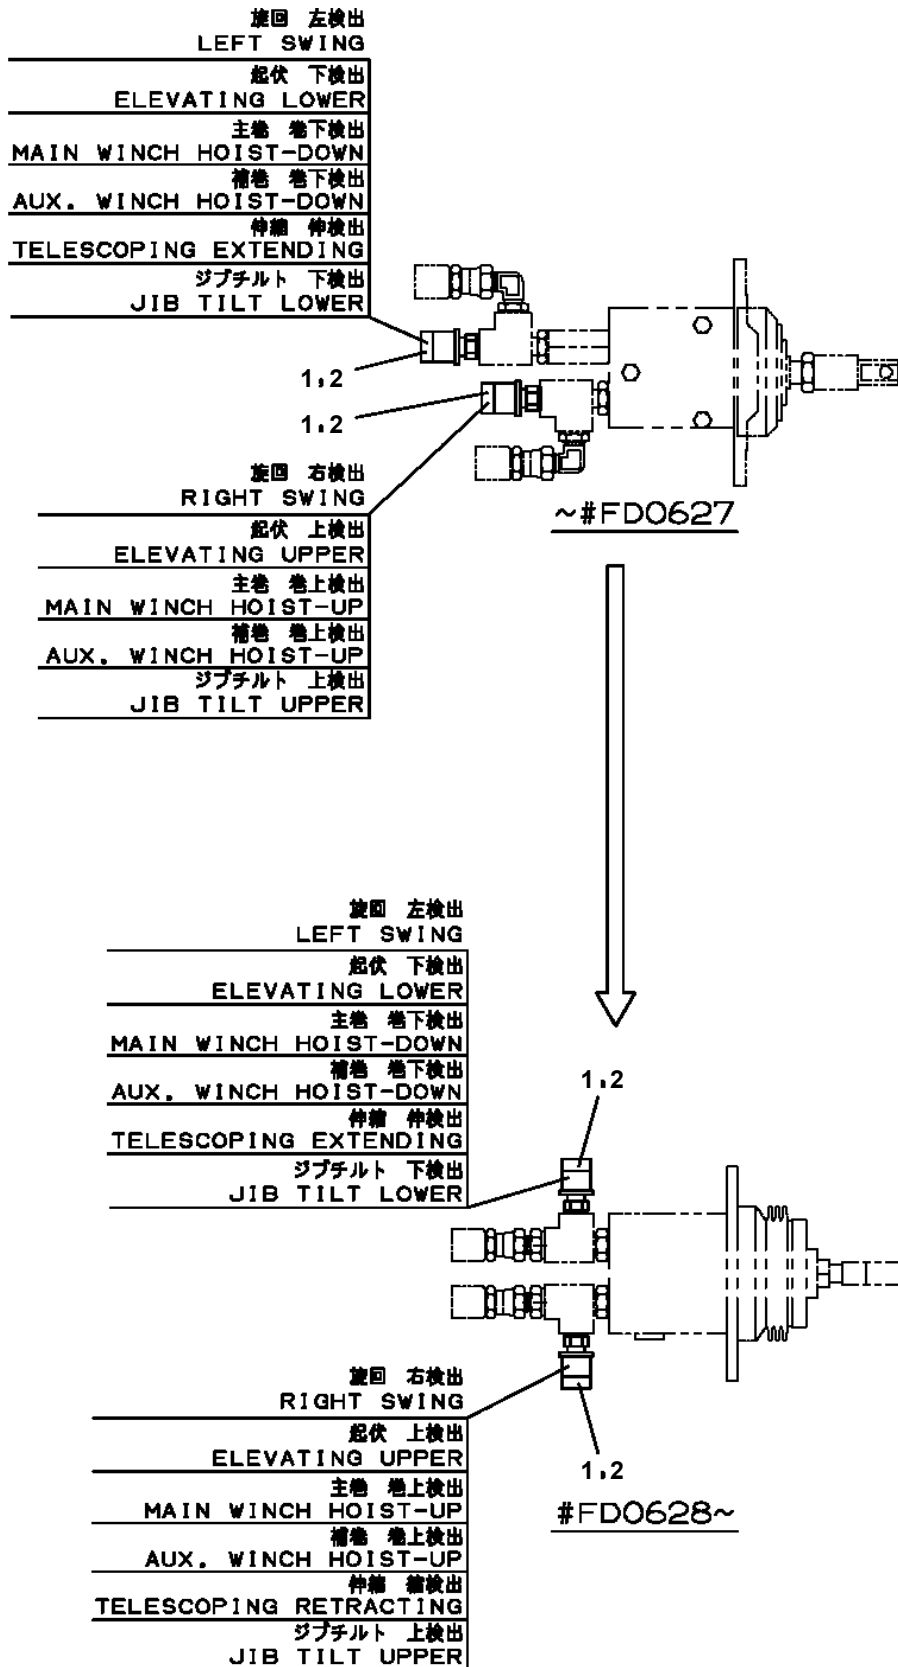 旋回 左検出
LEFT SWING
起伏 下検出
ELEVATING LOWER
主巻 巻下検出
MAIN WINCH HOIST-DOWN
補巻 巻下検出
AUX. WINCH HOIST-DOWN
伸縮 伸検出
TELESCOPING EXTENDING
ジブチルト 下検出
JIB TILT LOWER
1,2
1,2
旋回 右検出
RIGHT SWING
起伏 上検出
ELEVATING UPPER
主巻 巻上検出
MAIN WINCH HOIST-UP
補巻 巻上検出
AUX. WINCH HOIST-UP
ジブチルト 上検出
JIB TILT UPPER
~#FD0627
旋回 左検出
LEFT SWING
起伏 下検出
ELEVATING LOWER
主巻 巻下検出
MAIN WINCH HOIST-DOWN
補巻 巻下検出
AUX. WINCH HOIST-DOWN
伸縮 伸検出
TELESCOPING EXTENDING
ジブチルト 下検出
JIB TILT LOWER
1,2
旋回 右検出
RIGHT SWING
起伏 上検出
ELEVATING UPPER
主巻 巻上検出
MAIN WINCH HOIST-UP
補巻 巻上検出
AUX. WINCH HOIST-UP
伸縮 縮検出
TELESCOPING RETRACTING
ジブチルト 上検出
JIB TILT UPPER
1,2
#FD0628~